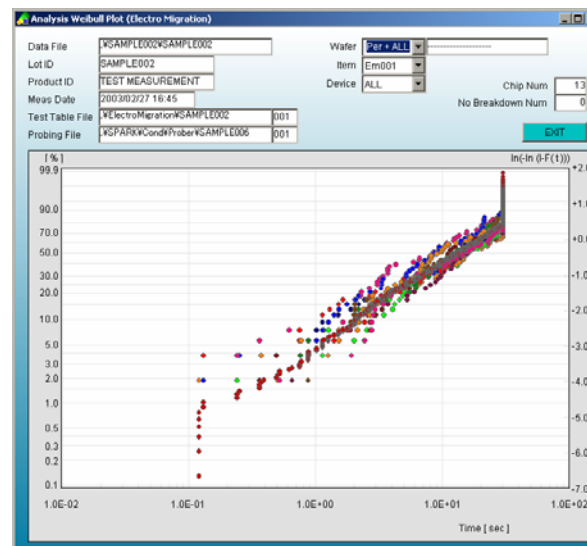 Analysis Weibull Plot (Electro Migration)
Data File .¥SAMPLE002¥SAMPLE002
Lot ID SAMPLE002
Product ID TEST MEASUREMENT
Meas Date 2003/02/27 16:45
Test Table File .¥ElectroMigration¥SAMPLE002 001
Probing File .¥SPARK¥Cond¥Prober¥SAMPLE006 001
Wafer Per + ALL --------------------
Item Em001
Device ALL
Chip Num 13
No Breakdown Num 0
EXIT
[ % ] ln(-ln (l-F(t)))
99.9
90.0
70.0
50.0
30.0
20.0
10.0
5.0
3.0
2.0
1.0
0.5
0.3
0.2
0.1
+2.0
+1.0
+0.0
-1.0
-2.0
-3.0
-4.0
-5.0
-6.0
-7.0
1.0E-02 1.0E-01 1.0E+00 1.0E+01 1.0E+02
Time [ sec ]